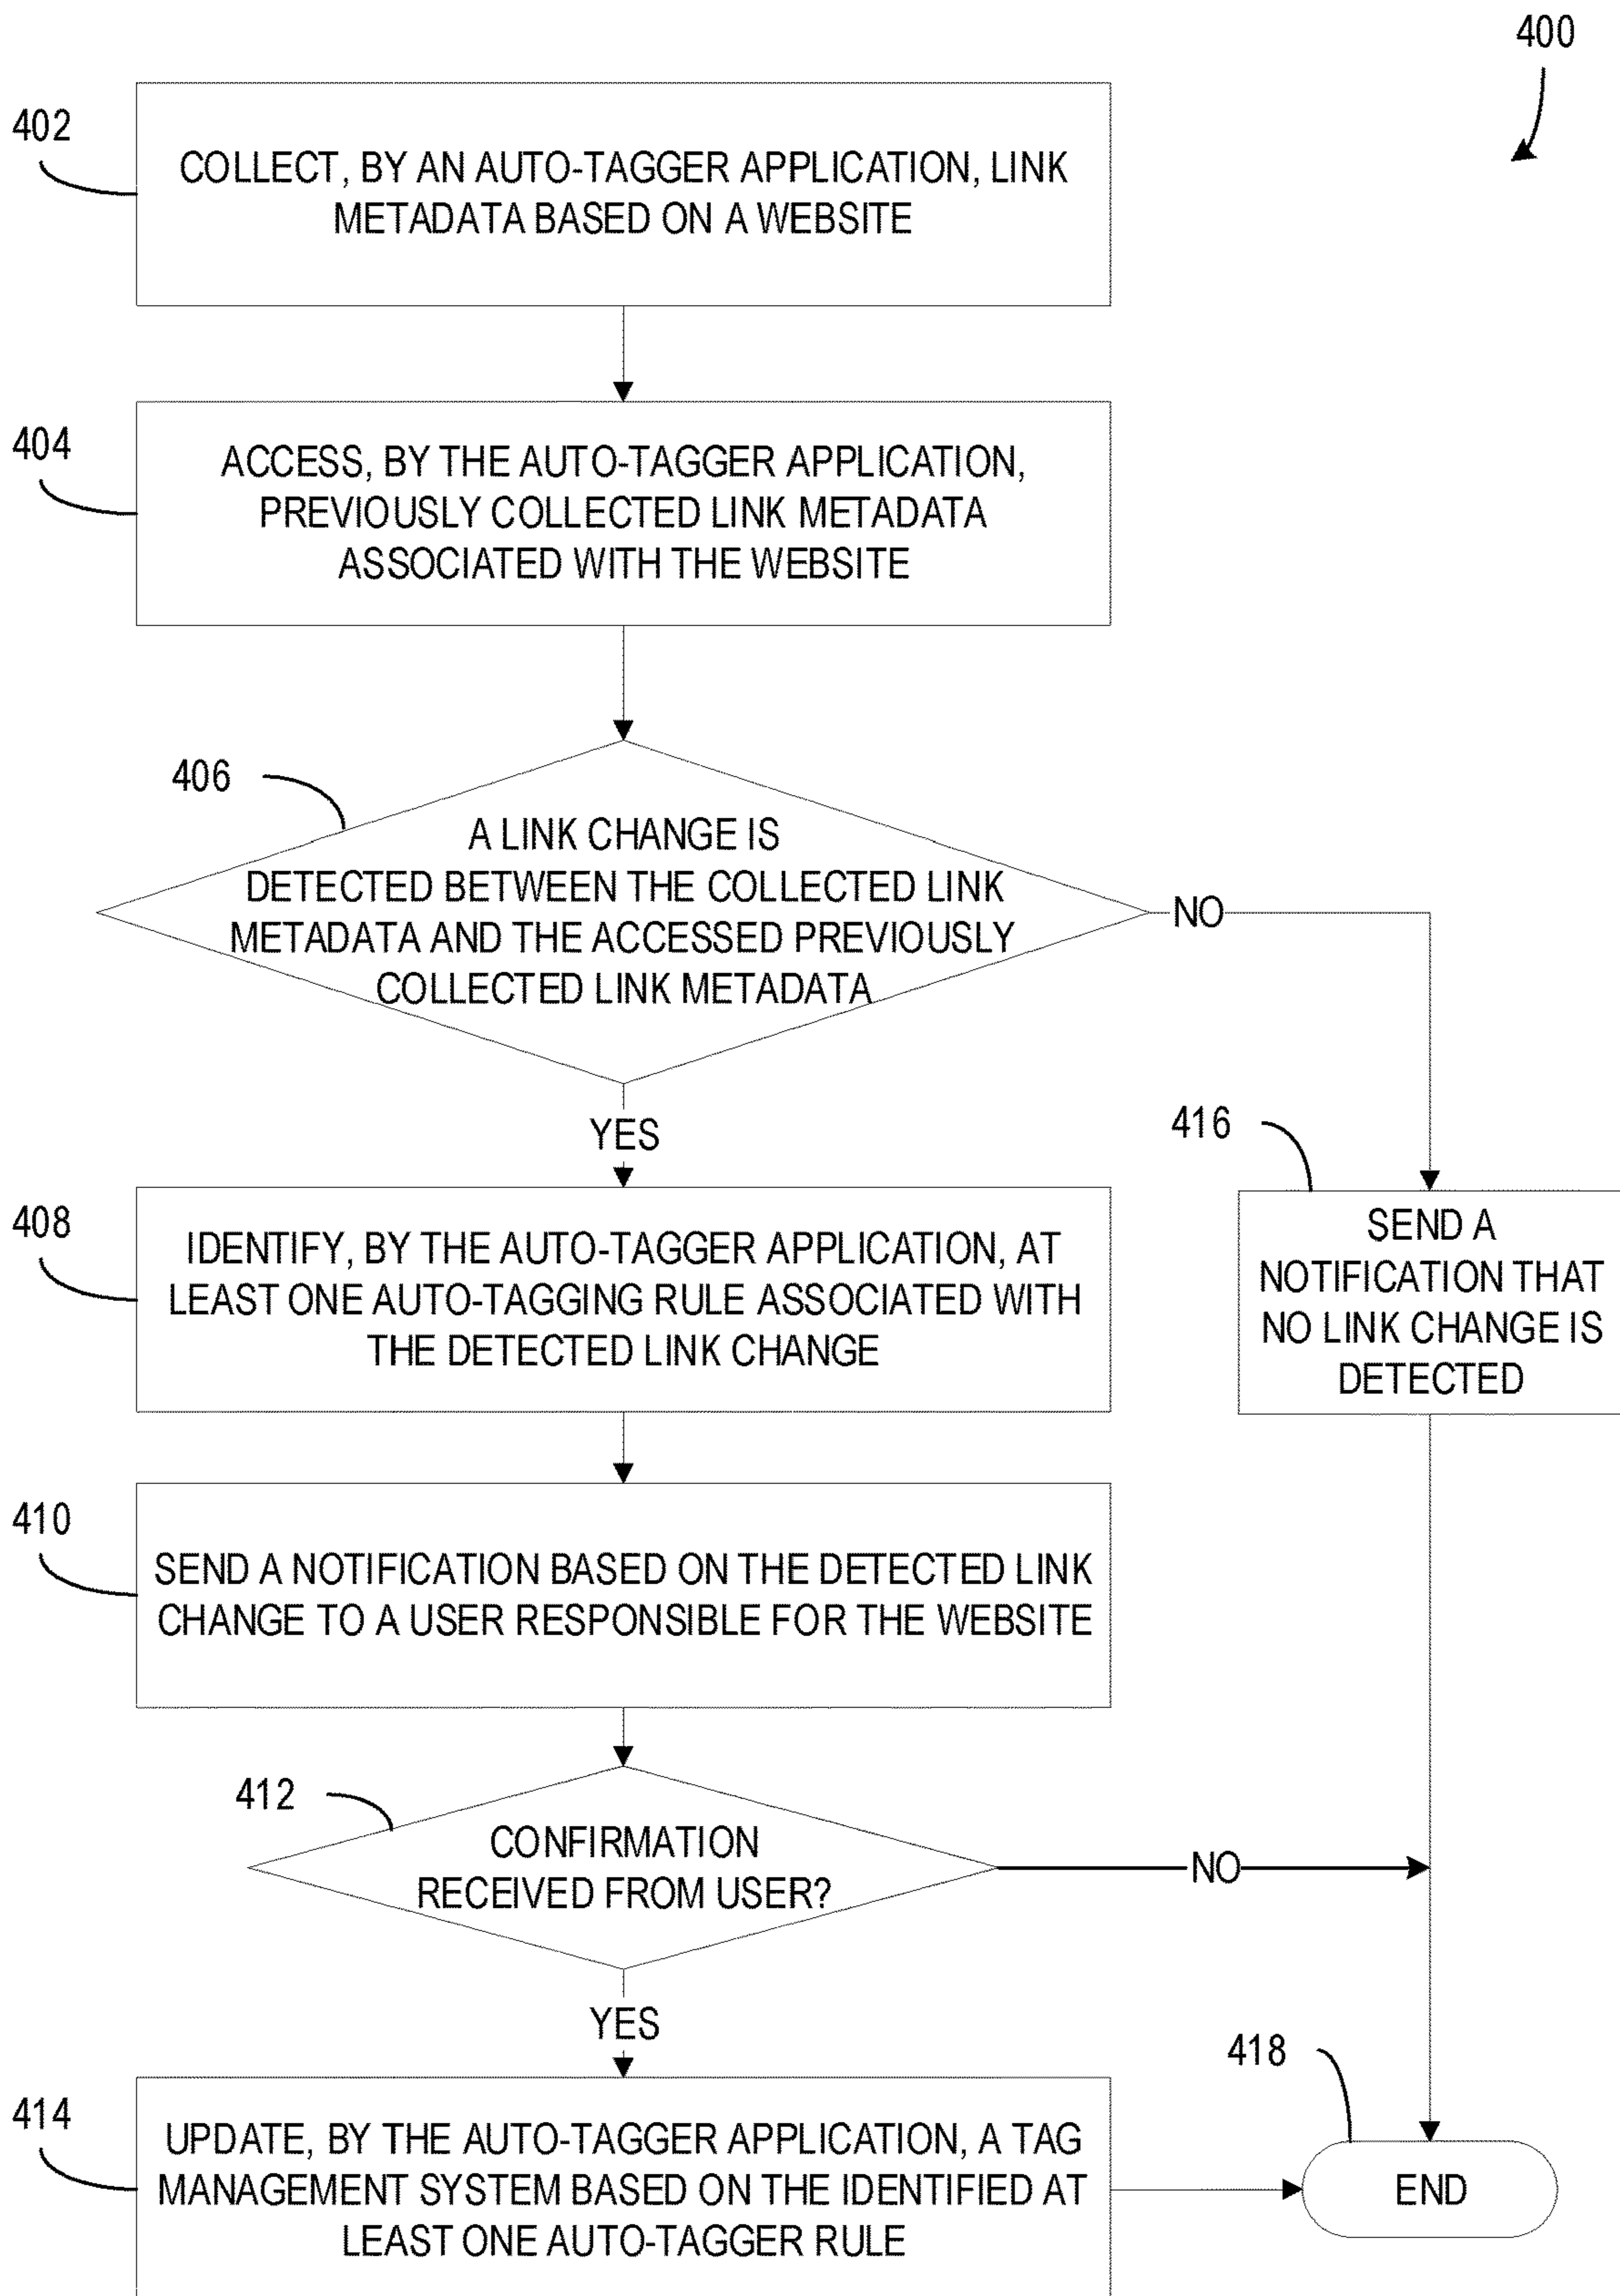 400
402
COLLECT, BY AN AUTO-TAGGER APPLICATION, LINK
METADATA BASED ON A WEBSITE
404
ACCESS, BY THE AUTO-TAGGER APPLICATION,
PREVIOUSLY COLLECTED LINK METADATA
ASSOCIATED WITH THE WEBSITE
406
A LINK CHANGE IS
DETECTED BETWEEN THE COLLECTED LINK
METADATA AND THE ACCESSED PREVIOUSLY
COLLECTED LINK METADATA
NO
YES
416
SEND A
NOTIFICATION THAT
NO LINK CHANGE IS
DETECTED
408
IDENTIFY, BY THE AUTO-TAGGER APPLICATION, AT
LEAST ONE AUTO-TAGGING RULE ASSOCIATED WITH
THE DETECTED LINK CHANGE
410
SEND A NOTIFICATION BASED ON THE DETECTED LINK
CHANGE TO A USER RESPONSIBLE FOR THE WEBSITE
412
CONFIRMATION
RECEIVED FROM USER?
NO
YES
414
UPDATE, BY THE AUTO-TAGGER APPLICATION, A TAG
MANAGEMENT SYSTEM BASED ON THE IDENTIFIED AT
LEAST ONE AUTO-TAGGER RULE
418
END